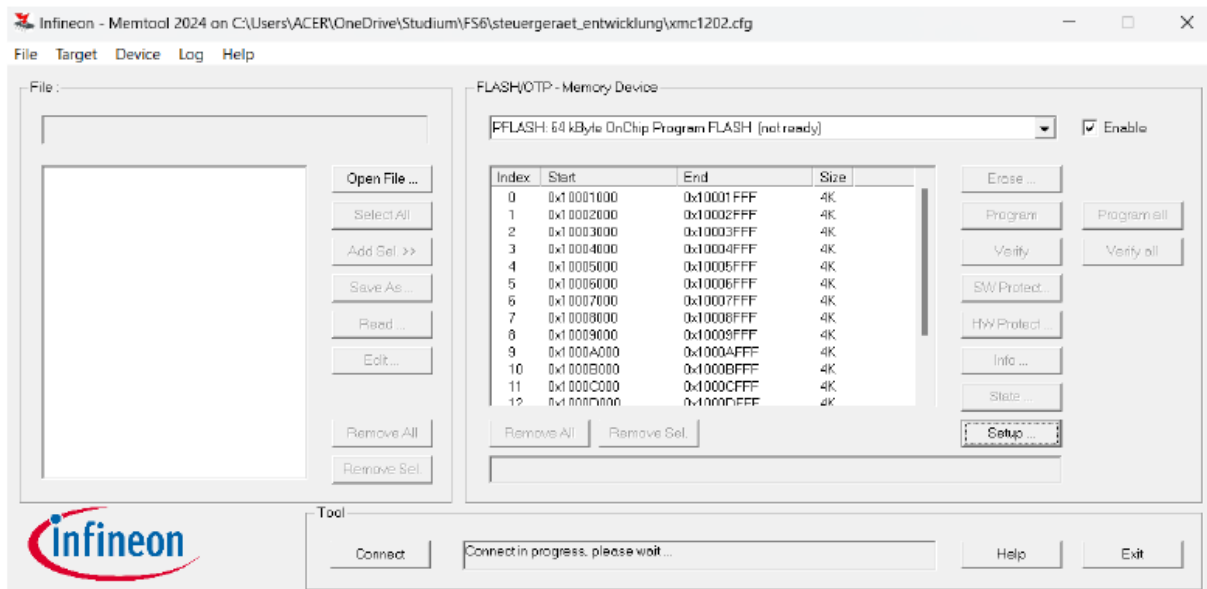 Infineon - Memtool 2024 on C:\Users\ACER\OneDrive\Studium\FS6\steuergeraet_entwicklung\xmc1202.cfg
File Target Device Log Help
File :
Open File ...
Select All
Add Sel. >>
Save As ...
Read ...
Edit ...
Remove All
Remove Sel.
FLASH/OTP - Memory Device
PFLASH: 64 kByte OnChip Program FLASH (not ready)
Enable
Index Start End Size
0 0x10001000 0x10001FFF 4K
1 0x10002000 0x10002FFF 4K
2 0x10003000 0x10003FFF 4K
3 0x10004000 0x10004FFF 4K
4 0x10005000 0x10005FFF 4K
5 0x10006000 0x10006FFF 4K
6 0x10007000 0x10007FFF 4K
7 0x10008000 0x10008FFF 4K
8 0x10009000 0x10009FFF 4K
9 0x1000A000 0x1000AFFF 4K
10 0x1000B000 0x1000BFFF 4K
11 0x1000C000 0x1000CFFF 4K
12 0x1000D000 0x1000DFFF 4K
Remove All Remove Sel.
Erase ...
Program Program all
Verify Verify all
SW Protect...
HW Protect ...
Info ...
State ...
Setup ...
infineon
Tool
Connect
Connect in progress. please wait ...
Help
Exit